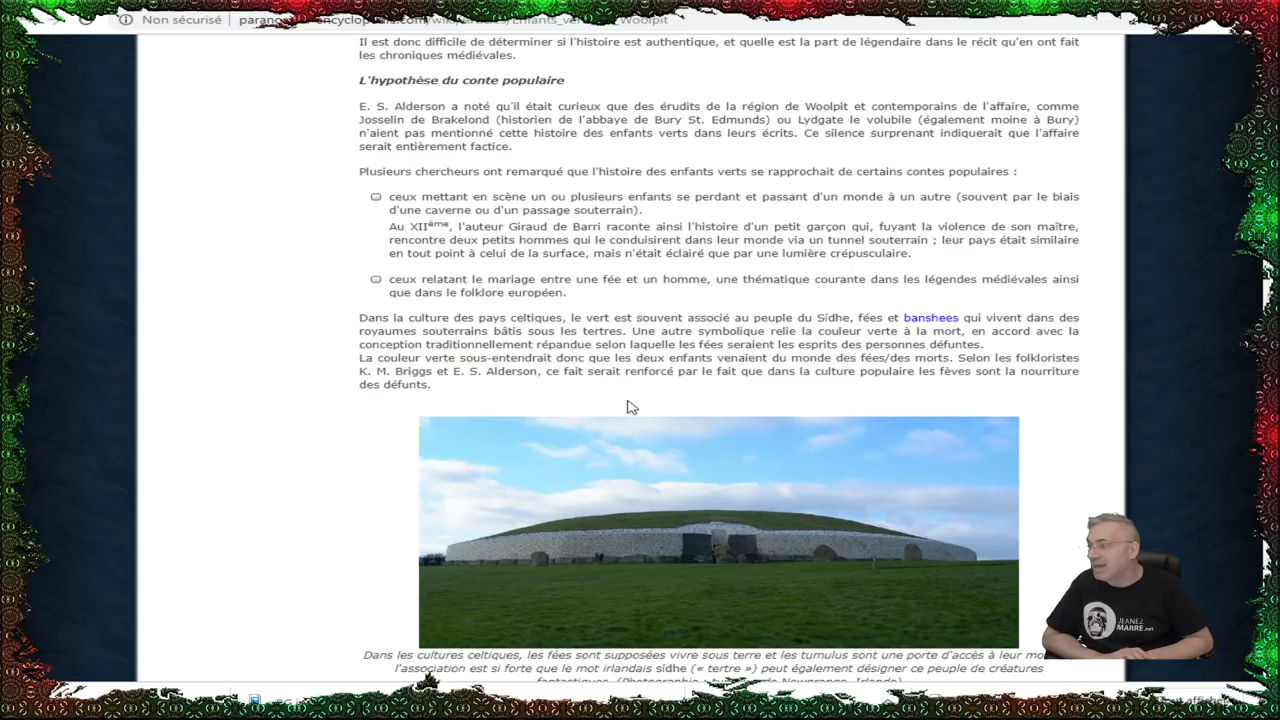 Non sécurisé
Il est donc difficile de déterminer si l'histoire est authentique, et quelle est la part de légendaire dans le récit qu'en ont fait
les chroniques médiévales.
L'hypothèse du conte populaire
E. S. Alderson a noté qu'il était curieux que des érudits de la région de Woolpit et contemporains de l'affaire, comme
Josselin de Brakelond (historien de l'abbaye de Bury St. Edmunds) ou Lydgate le volubile (également moine à Bury)
n'aient pas mentionné cette histoire des enfants verts dans leurs écrits. Ce silence surprenant indiquerait que l'affaire
serait entièrement factice.
Plusieurs chercheurs ont remarqué que l'histoire des enfants verts se rapprochait de certains contes populaires :
ceux mettant en scène un ou plusieurs enfants se perdant et passant d'un monde à un autre (souvent par le biais
d'une caverne ou d'un passage souterrain).
Au XIIème, l'auteur Giraud de Barri raconte ainsi l'histoire d'un petit garçon qui, fuyant la violence de son maître,
rencontre deux petits hommes qui le conduisirent dans leur monde via un tunnel souterrain ; leur pays était similaire
en tout point à celui de la surface, mais n'était éclairé que par une lumière crépusculaire.
ceux relatant le mariage entre une fée et un homme, une thématique courante dans les légendes médiévales ainsi
que dans le folklore européen.
Dans la culture des pays celtiques, le vert est souvent associé au peuple du Sídhe, fées et banshees qui vivent dans des
royaumes souterrains bâtis sous les tertres. Une autre symbolique relie la couleur verte à la mort, en accord avec la
conception traditionnellement répandue selon laquelle les fées seraient les esprits des personnes défuntes.
La couleur verte sous-entendrait donc que les deux enfants venaient du monde des fées/des morts. Selon les folkloristes
K. M. Briggs et E. S. Alderson, ce fait serait renforcé par le fait que dans la culture populaire les fèves sont la nourriture
des défunts.
Dans les cultures celtiques, les fées sont supposées vivre sous terre et les tumulus sont une porte d'accès à leur
l'association est si forte que le mot irlandais sídhe (« tertre ») peut également désigner ce peuple de créatures
JEANEZ
MARRE.net